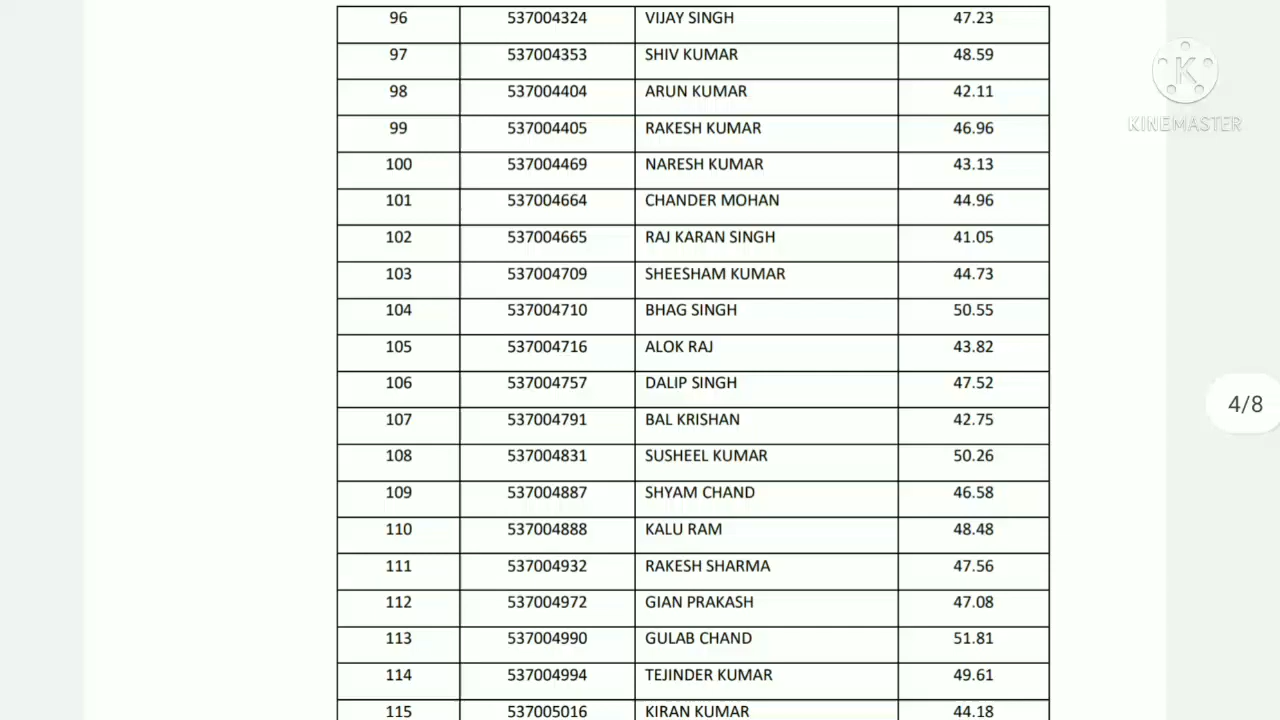 96 537004324 VIJAY SINGH 47.23
97 537004353 SHIV KUMAR 48.59
98 537004404 ARUN KUMAR 42.11
99 537004405 RAKESH KUMAR 46.96
100 537004469 NARESH KUMAR 43.13
101 537004664 CHANDER MOHAN 44.96
102 537004665 RAJ KARAN SINGH 41.05
103 537004709 SHEESHAM KUMAR 44.73
104 537004710 BHAG SINGH 50.55
105 537004716 ALOK RAJ 43.82
106 537004757 DALIP SINGH 47.52
107 537004791 BAL KRISHAN 42.75
108 537004831 SUSHEEL KUMAR 50.26
109 537004887 SHYAM CHAND 46.58
110 537004888 KALU RAM 48.48
111 537004932 RAKESH SHARMA 47.56
112 537004972 GIAN PRAKASH 47.08
113 537004990 GULAB CHAND 51.81
114 537004994 TEJINDER KUMAR 49.61
115 537005016 KIRAN KUMAR 44.18
K
KINEMASTER
4/8